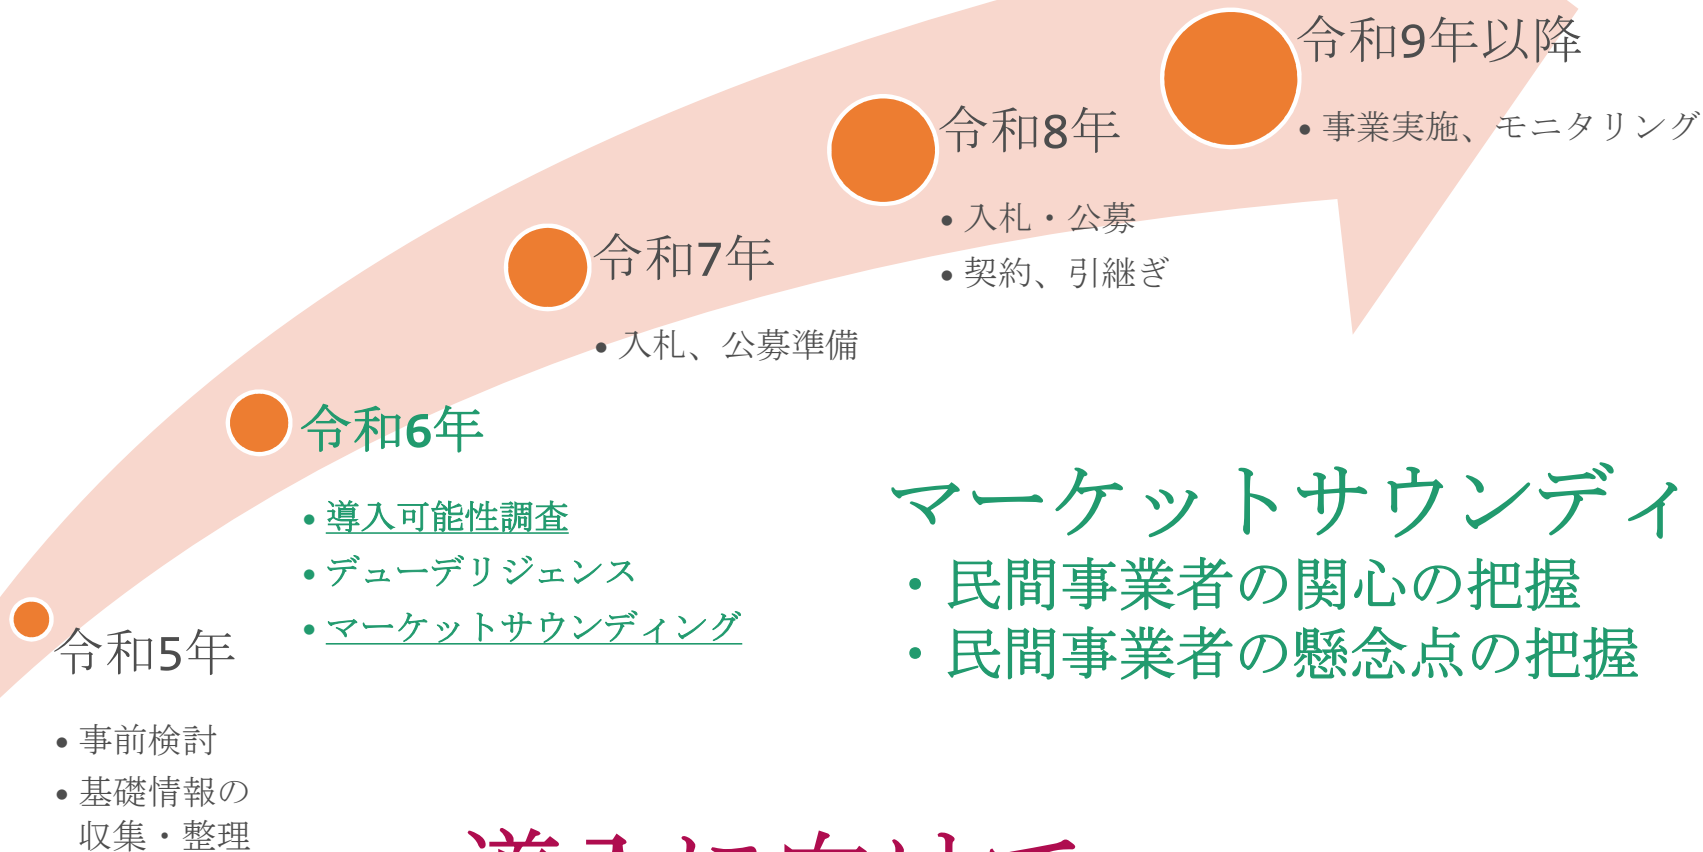 令和9年以降
• 事業実施、モニタリング
令和8年
• 入札・公募
• 契約、引継ぎ
令和7年
• 入札、公募準備
令和6年
• 導入可能性調査
• デューデリジェンス
• マーケットサウンディング
マーケットサウンディ
・民間事業者の関心の把握
・民間事業者の懸念点の把握
令和5年
• 事前検討
• 基礎情報の
収集・整理
導入に向けて